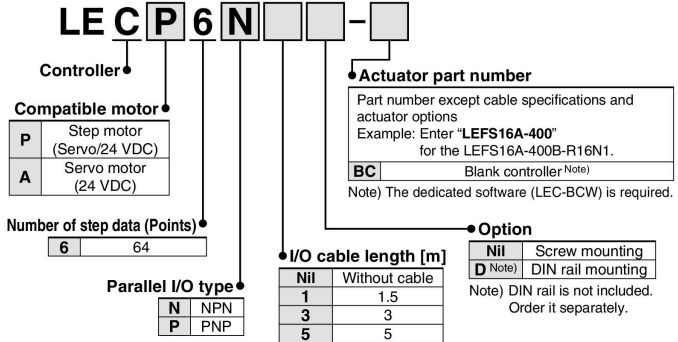 LE C P 6 N – 
Controller
Compatible motor
P Step motor
(Servo/24 VDC)
A Servo motor
(24 VDC)
Number of step data (Points)
6 64
Parallel I/O type
N NPN
P PNP
I/O cable length [m]
Nil Without cable
1 1.5
3 3
5 5
Actuator part number
Part number except cable specifications and
actuator options
Example: Enter “LEFS16A-400”
for the LEFS16A-400B-R16N1.
BC Blank controller Note)
Note) The dedicated software (LEC-BCW) is required.
Option
Nil Screw mounting
D Note) DIN rail mounting
Note) DIN rail is not included.
Order it separately.